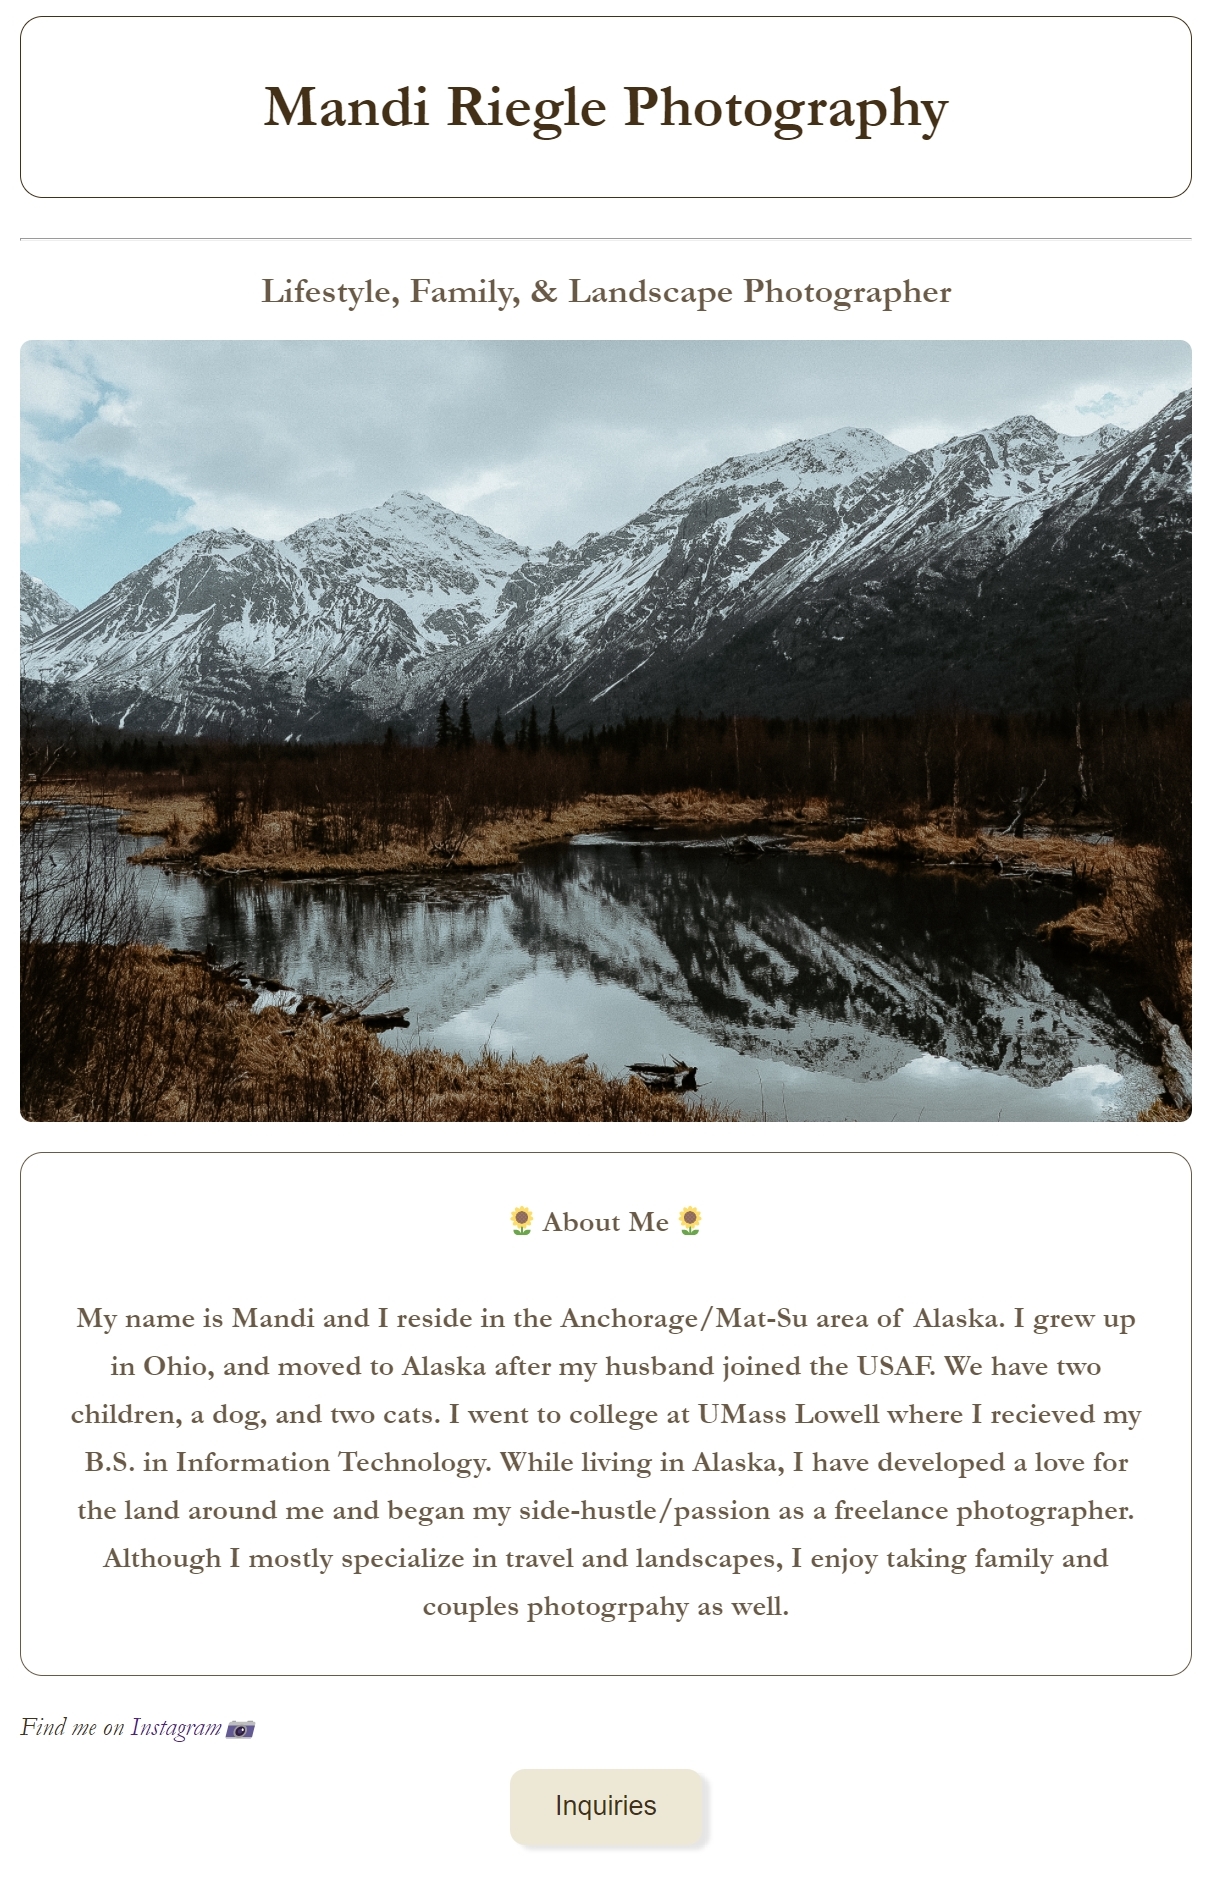 Mandi Riegle Photography
Lifestyle, Family, & Landscape Photographer
🌻 About Me 🌻
My name is Mandi and I reside in the Anchorage/Mat-Su area of Alaska. I grew up
in Ohio, and moved to Alaska after my husband joined the USAF. We have two
children, a dog, and two cats. I went to college at UMass Lowell where I recieved my
B.S. in Information Technology. While living in Alaska, I have developed a love for
the land around me and began my side-hustle/passion as a freelance photographer.
Although I mostly specialize in travel and landscapes, I enjoy taking family and
couples photogrpahy as well.
Find me on Instagram 📷
Inquiries